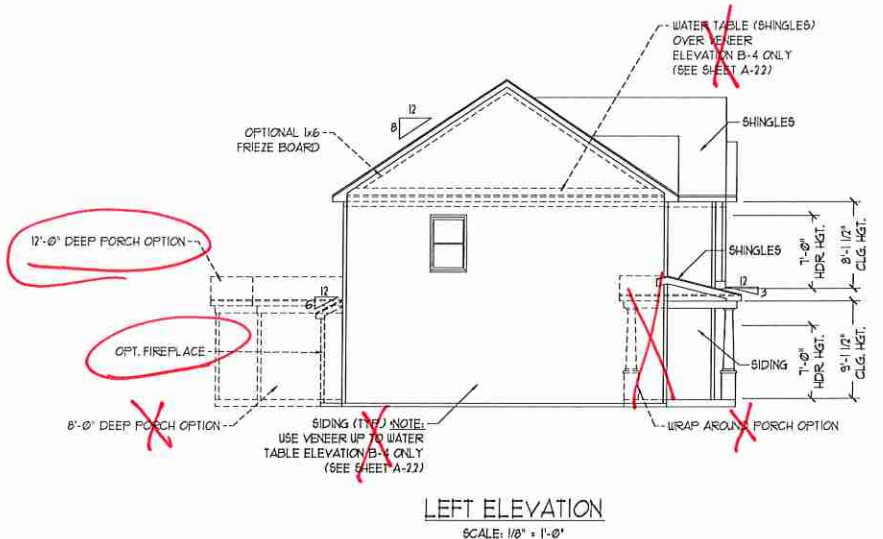 WATER TABLE (SHINGLES)
OVER VENEER
ELEVATION B-4 ONLY
(SEE SHEET A-2.2)
12
8
SHINGLES
OPTIONAL 1x6
FRIEZE BOARD
12'-0" DEEP PORCH OPTION
SHINGLES
7'-0"
HDR. HGT.
8'-1 1/2"
CLG. HGT.
12
3
12
6
OPT. FIREPLACE
SIDING
7'-0"
HDR. HGT.
9'-1 1/2"
CLG. HGT.
8'-0" DEEP PORCH OPTION
SIDING (TYP.) NOTE:
USE VENEER UP TO WATER
TABLE ELEVATION B-4 ONLY
(SEE SHEET A-2.2)
WRAP AROUND PORCH OPTION
LEFT ELEVATION
SCALE: 1/8" = 1'-0"